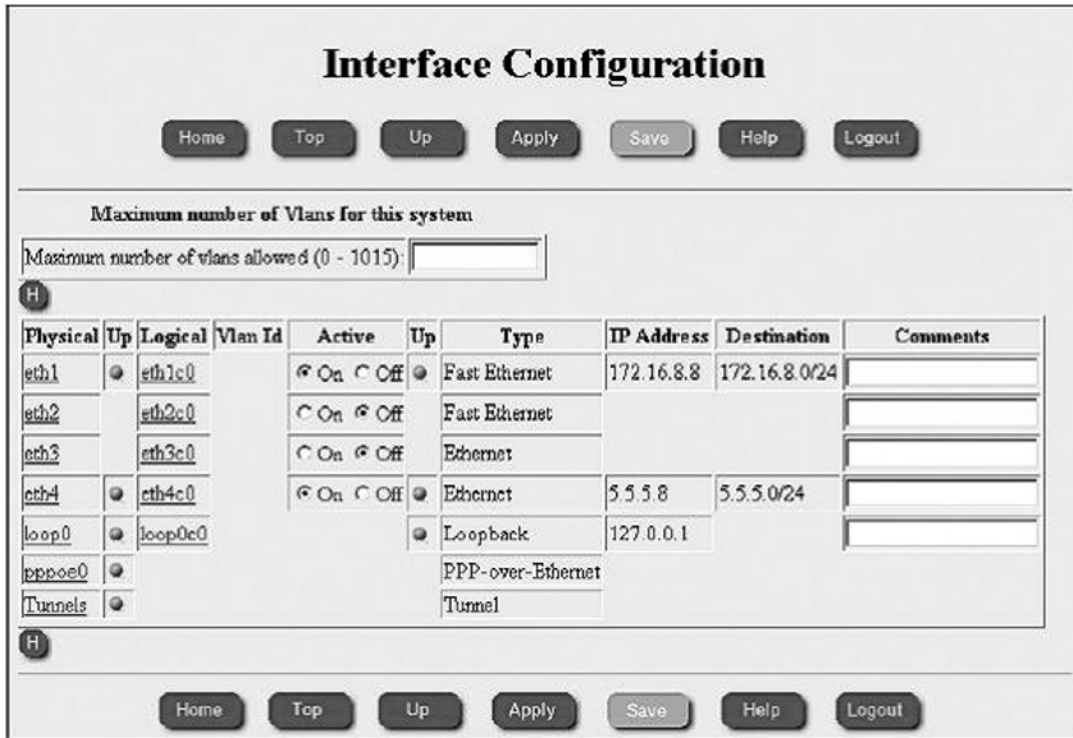 Interface Configuration
Home Top Up Apply Save Help Logout
Maximum number of Vlans for this system
Maximum number of vlans allowed (0 - 1015):
H
Physical Up Logical Vlan Id Active Up Type IP Address Destination Comments
eth1 eth1c0 On Off Fast Ethernet 172.16.8.8 172.16.8.0/24
eth2 eth2c0 On Off Fast Ethernet
eth3 eth3c0 On Off Ethernet
eth4 eth4c0 On Off Ethernet 5.5.5.8 5.5.5.0/24
loop0 loop0c0 Loopback 127.0.0.1
pppoe0 PPP-over-Ethernet
Tunnels Tunnel
H
Home Top Up Apply Save Help Logout